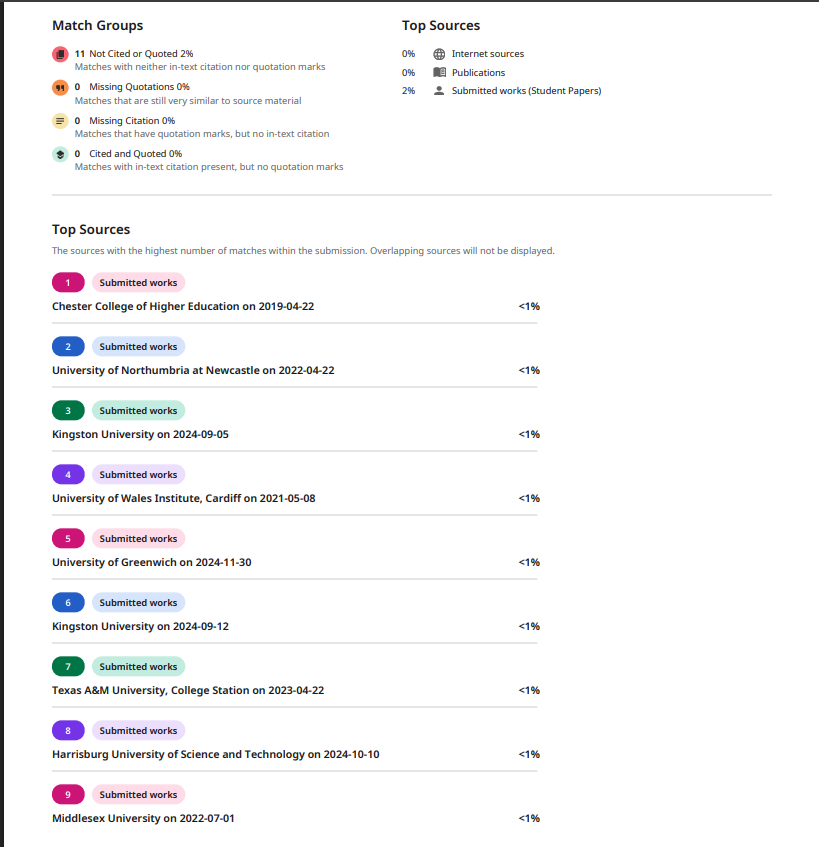 Match Groups
11 Not Cited or Quoted 2%
Matches with neither in-text citation nor quotation marks
0 Missing Quotations 0%
Matches that are still very similar to source material
0 Missing Citation 0%
Matches that have quotation marks, but no in-text citation
0 Cited and Quoted 0%
Matches with in-text citation present, but no quotation marks
Top Sources
0% Internet sources
0% Publications
2% Submitted works (Student Papers)
Top Sources
The sources with the highest number of matches within the submission. Overlapping sources will not be displayed.
1 Submitted works
Chester College of Higher Education on 2019-04-22 <1%
2 Submitted works
University of Northumbria at Newcastle on 2022-04-22 <1%
3 Submitted works
Kingston University on 2024-09-05 <1%
4 Submitted works
University of Wales Institute, Cardiff on 2021-05-08 <1%
5 Submitted works
University of Greenwich on 2024-11-30 <1%
6 Submitted works
Kingston University on 2024-09-12 <1%
7 Submitted works
Texas A&M University, College Station on 2023-04-22 <1%
8 Submitted works
Harrisburg University of Science and Technology on 2024-10-10 <1%
9 Submitted works
Middlesex University on 2022-07-01 <1%